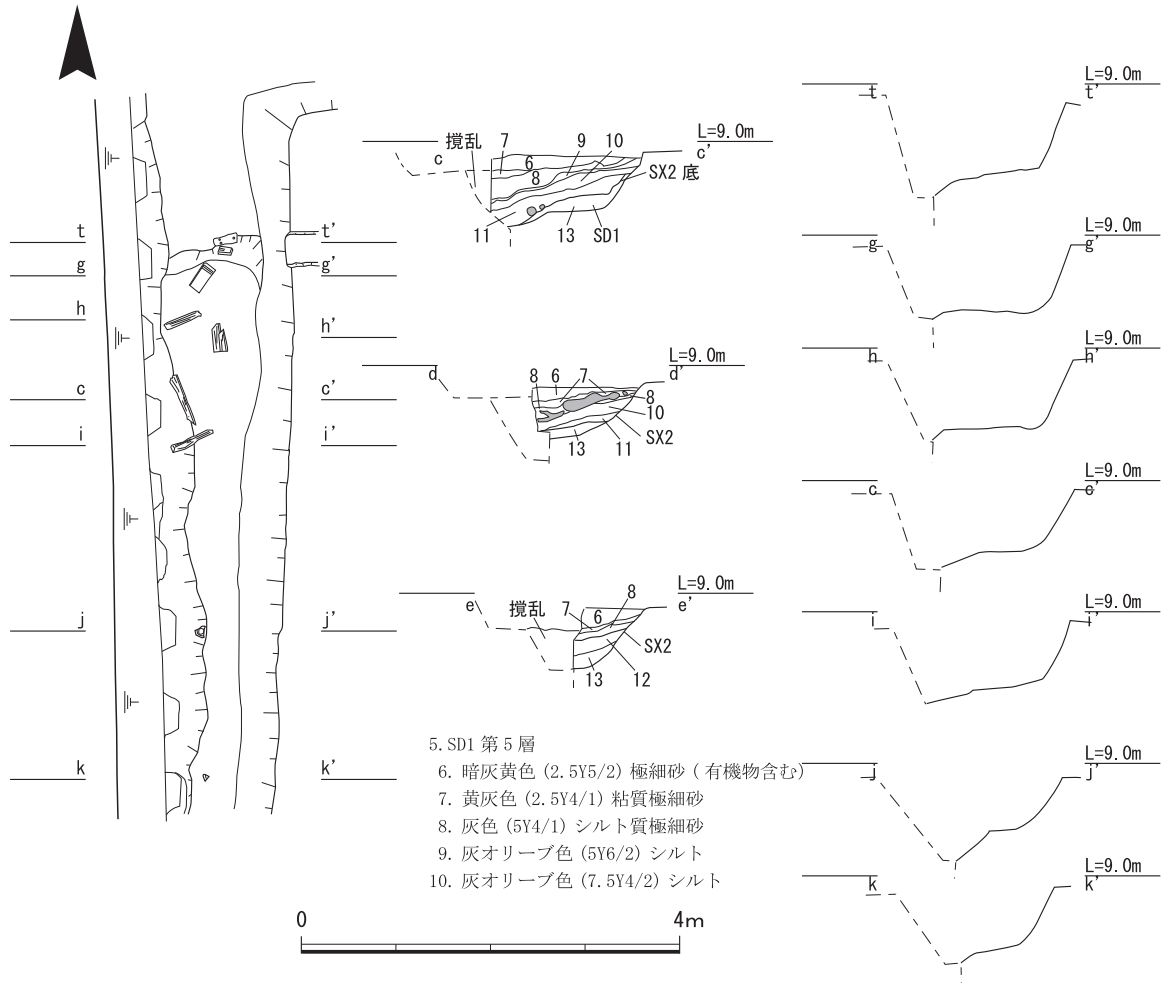 t
t’
g
g’
h
h’
c
c’
i
i’
j
j’
k
k’
撹乱
7
9
10
L=9.0m
c
c’
6
8
SX2 底
11
13
SD1
L=9.0m
d
d’
8
6
7
8
10
SX2
13
11
L=9.0m
e
e’
撹乱
7
6
8
SX2
13
12
5. SD1 第 5 層
6. 暗灰黄色 (2.5Y5/2) 極細砂 ( 有機物含む)
7. 黄灰色 (2.5Y4/1) 粘質極細砂
8. 灰色 (5Y4/1) シルト質極細砂
9. 灰オリーブ色 (5Y6/2) シルト
10. 灰オリーブ色 (7.5Y4/2) シルト
0
4m
L=9.0m
t
t’
L=9.0m
g
g’
L=9.0m
h
h’
L=9.0m
c
c’
L=9.0m
i
i’
L=9.0m
j
j’
L=9.0m
k
k’